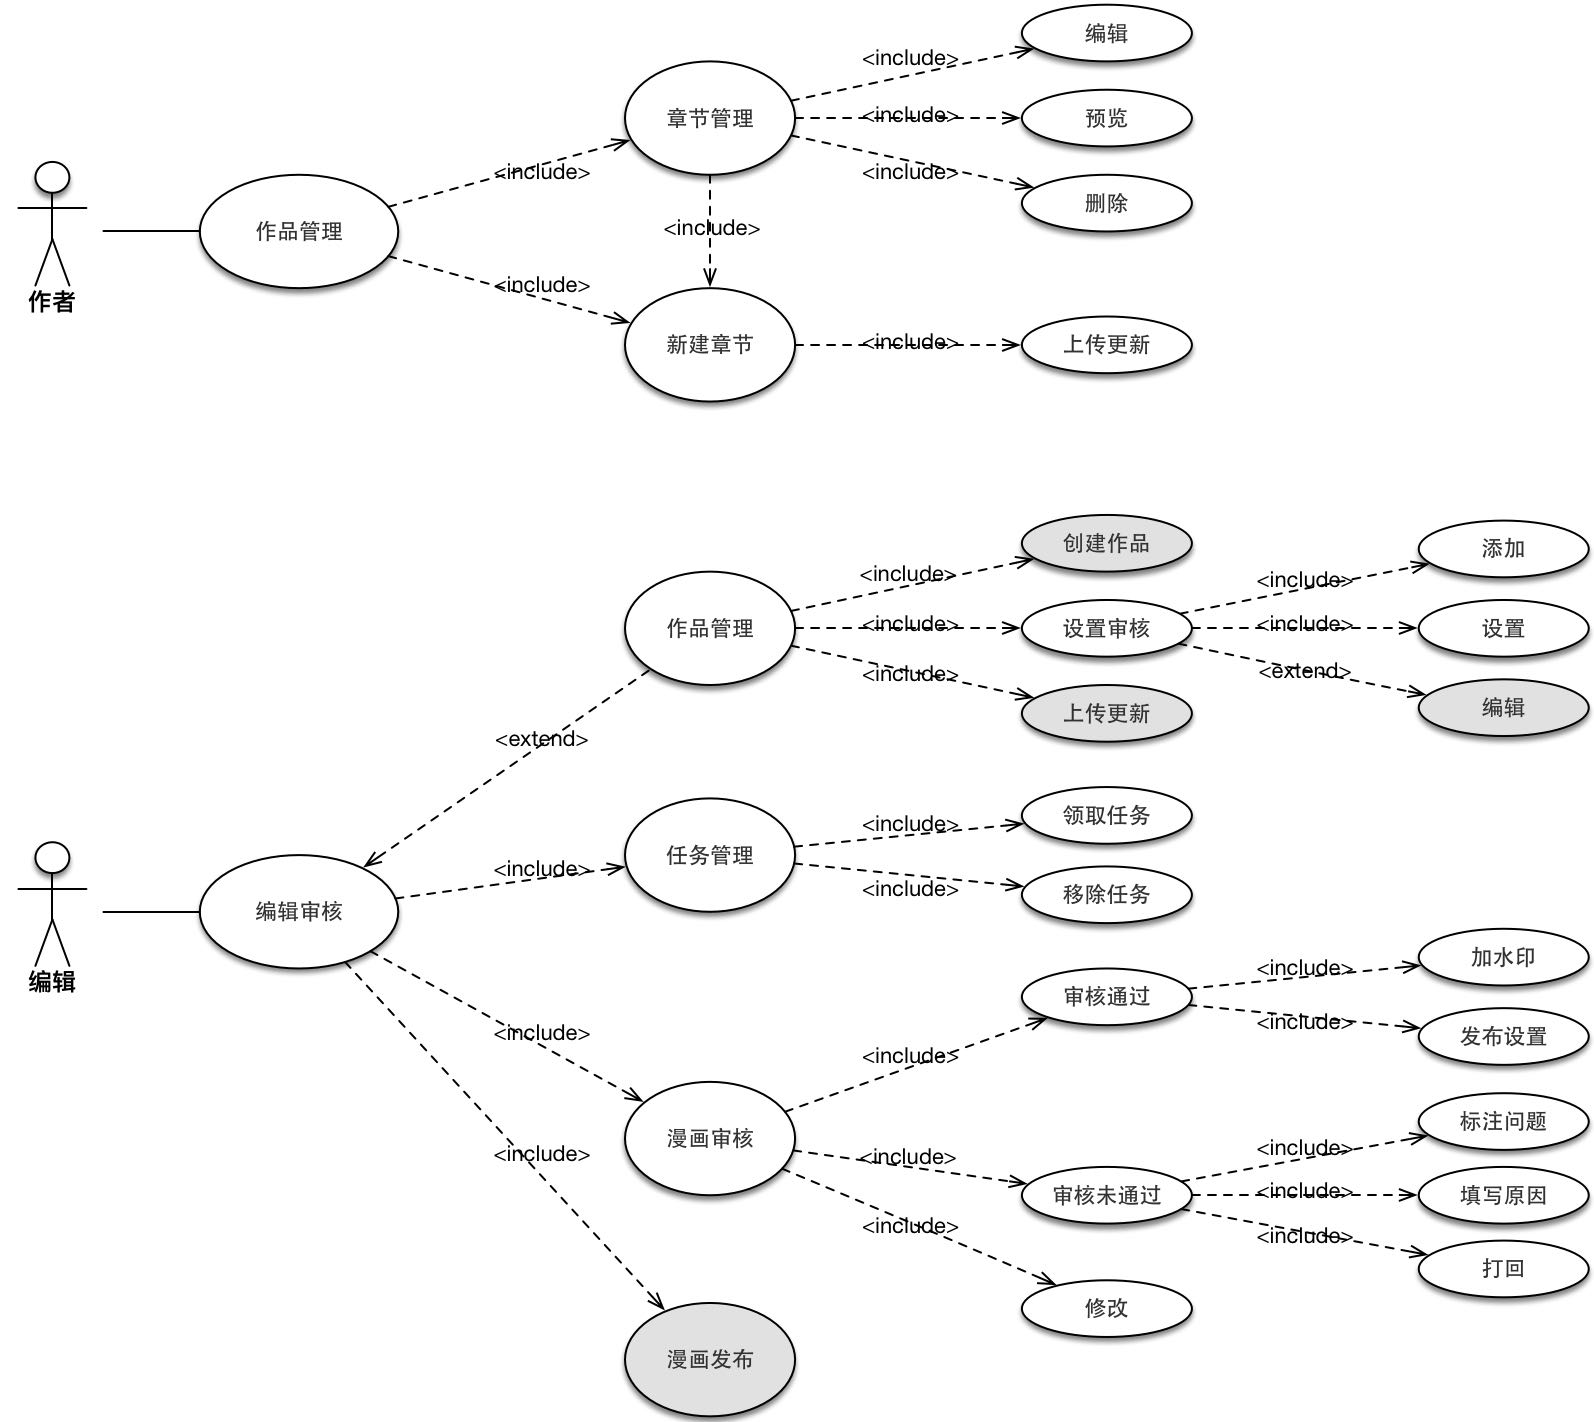 编辑
<include>
章节管理
<include>
预览
<include>
删除
<include>
作品管理
<include>
作者
<include>
新建章节
<include>
上传更新
创建作品
<include>
添加
<include>
作品管理
<include>
设置审核
<include>
设置
<include>
上传更新
<extend>
编辑
<extend>
领取任务
<include>
任务管理
<include>
移除任务
<include>
编辑审核
编辑
加水印
<include>
审核通过
<include>
发布设置
<include>
<include>
漫画审核
标注问题
<include>
<include>
<include>
审核未通过
<include>
填写原因
<include>
打回
<include>
修改
漫画发布